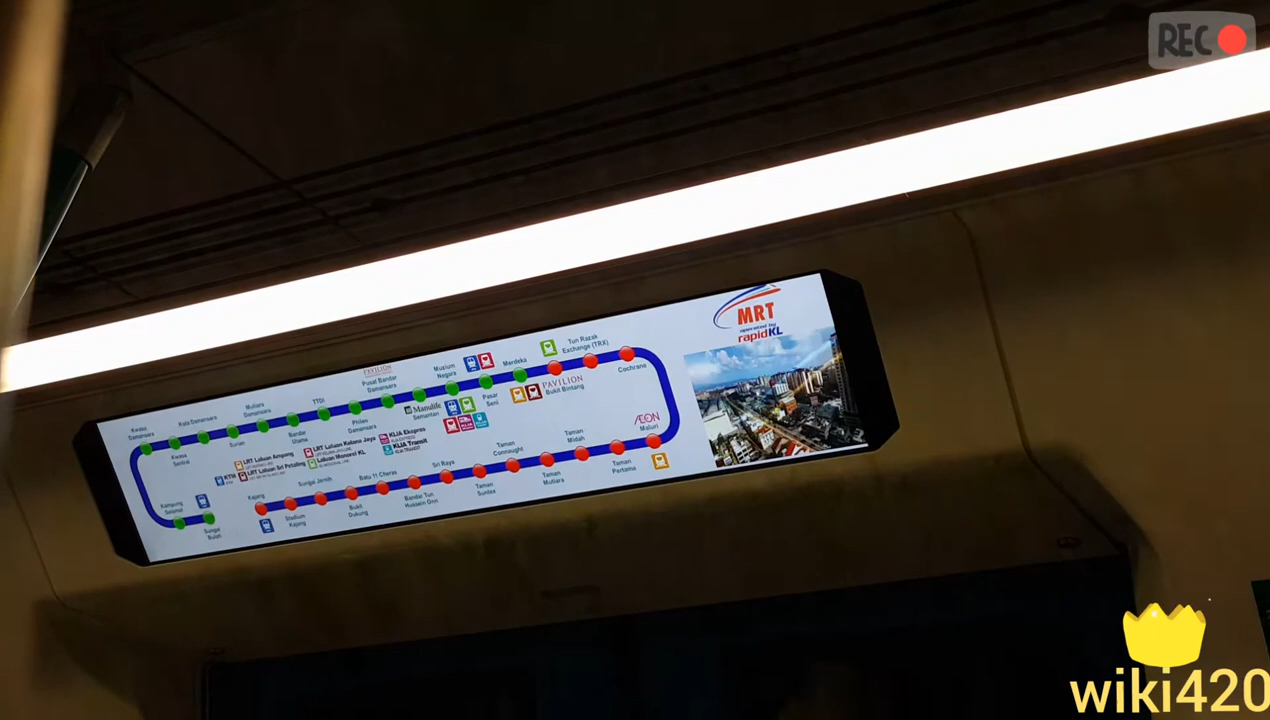 REC
MRT
operated by
rapidKL
PAVILION
Pusat Bandar
Damansara
Muzium
Negara
Merdeka
Tun Razak
Exchange (TRX)
Cochrane
Kwasa
Damansara
Kota Damansara
Mutiara
Damansara
TTDI
Kwasa
Sentral
Surian
Bandar
Utama
Phileo
Damansara
Manulife
Semantan
Pasar
Seni
PAVILION
Bukit Bintang
AEON
Maluri
KTM
LRT Laluan Ampang
LRT Laluan Sri Petaling
LRT Laluan Kelana Jaya
Laluan Monorel KL
KLIA Ekspres
KLIA Transit
Kampung
Selamat
Sungai
Buloh
Kajang
Stadium
Kajang
Sungai Jernih
Bukit
Dukung
Batu 11 Cheras
Bandar Tun
Hussein Onn
Sri Raya
Taman
Suntex
Taman
Connaught
Taman
Mutiara
Taman
Midah
Taman
Pertama
wiki420